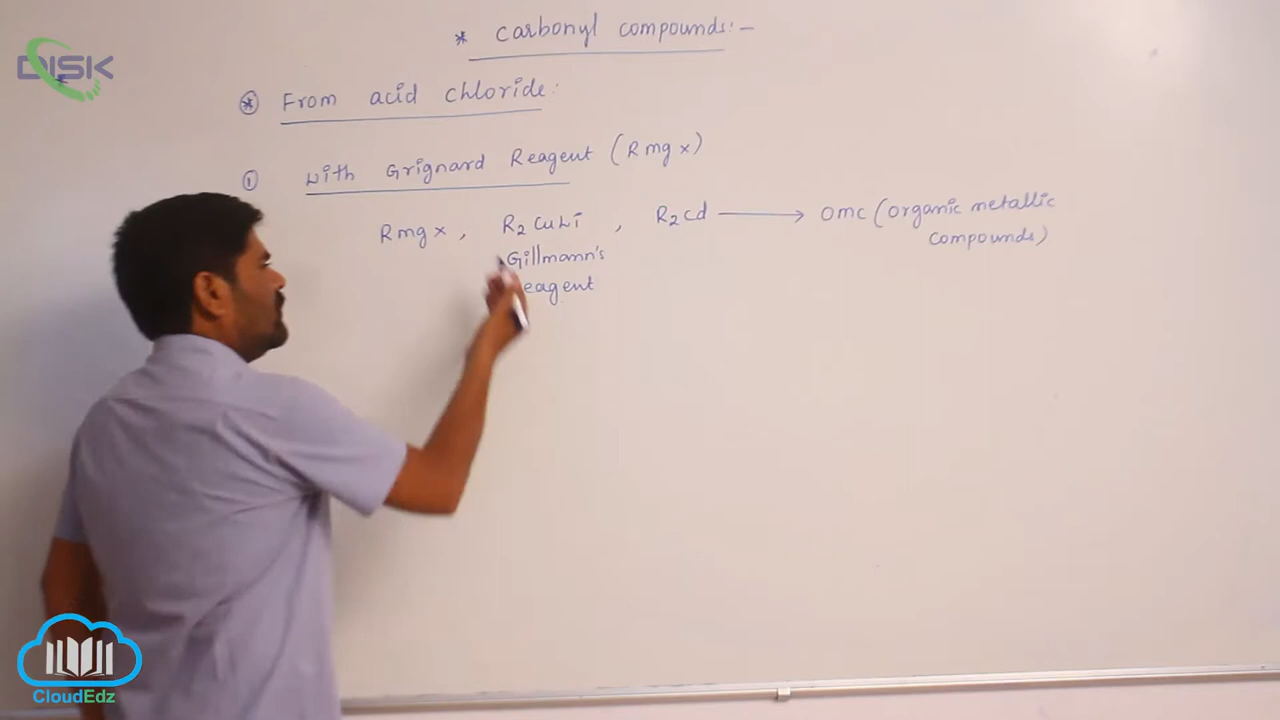 DISK
* Carbonyl compounds:-
* From acid chloride:
① with Grignard Reagent (Rmgx)
Rmgx, R₂CuLi, R₂Cd ⟶ OMC (organic metallic
compounds)
Gillmann's
eagent
CloudEdz